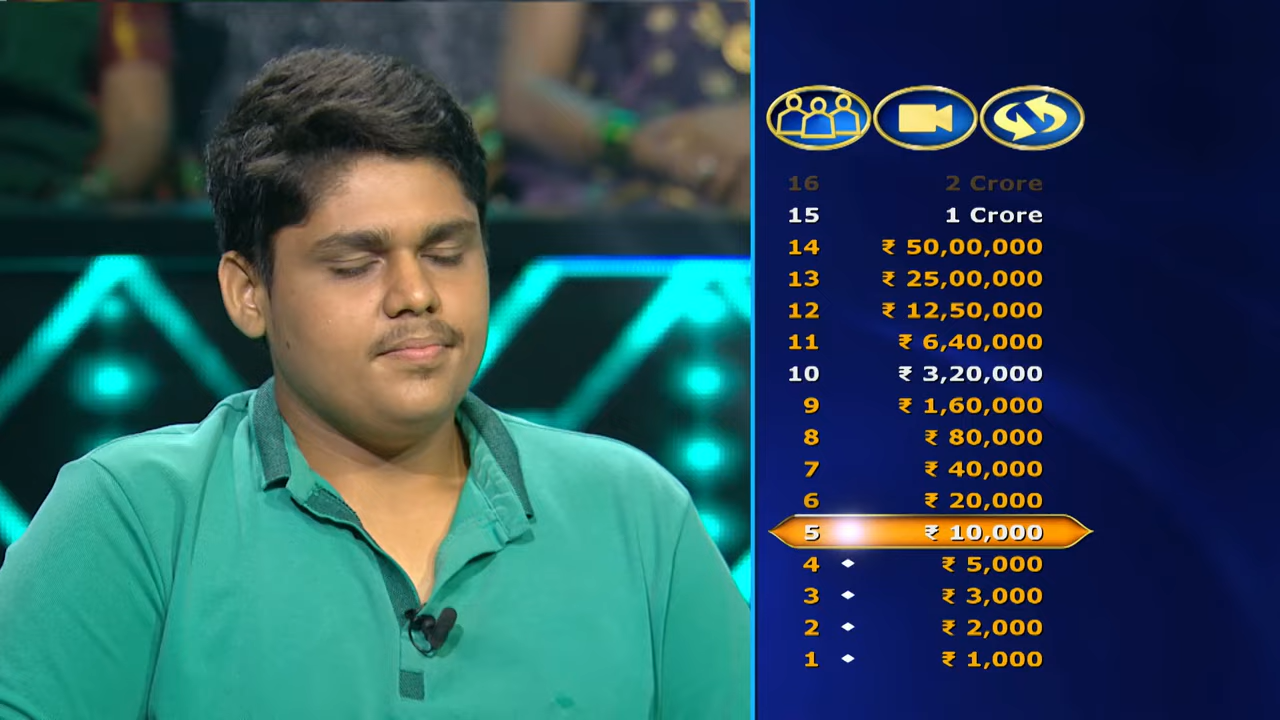 16 2 Crore
15 1 Crore
14 ₹ 50,00,000
13 ₹ 25,00,000
12 ₹ 12,50,000
11 ₹ 6,40,000
10 ₹ 3,20,000
9 ₹ 1,60,000
8 ₹ 80,000
7 ₹ 40,000
6 ₹ 20,000
5 ₹ 10,000
4 ₹ 5,000
3 ₹ 3,000
2 ₹ 2,000
1 ₹ 1,000